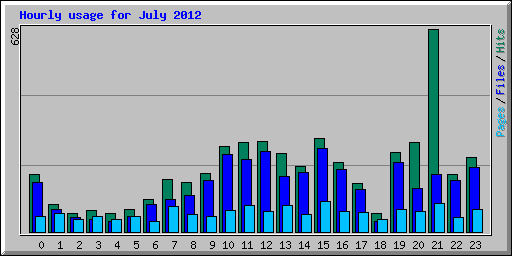 Hourly usage for July 2012
628
Pages / Files / Hits
0 1 2 3 4 5 6 7 8 9 10 11 12 13 14 15 16 17 18 19 20 21 22 23